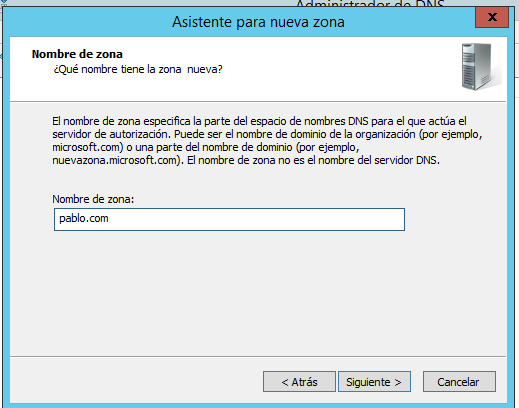 Administrador de DNS
Asistente para nueva zona
x
Nombre de zona
¿Qué nombre tiene la zona nueva?
El nombre de zona especifica la parte del espacio de nombres DNS para el que actúa el
servidor de autorización. Puede ser el nombre de dominio de la organización (por ejemplo,
microsoft.com) o una parte del nombre de dominio (por ejemplo,
nuevazona.microsoft.com). El nombre de zona no es el nombre del servidor DNS.
Nombre de zona:
pablo.com
< Atrás Siguiente > Cancelar